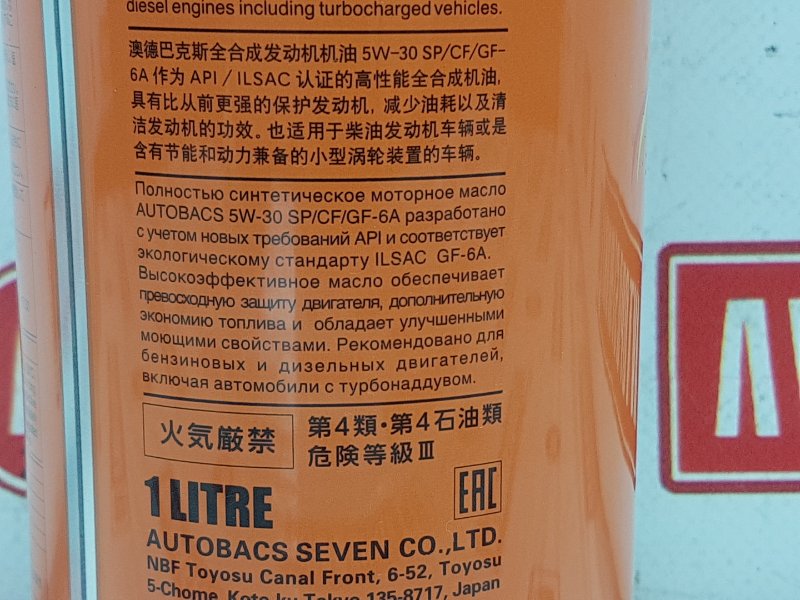 diesel engines including turbocharged vehicles.
澳德巴克斯全合成发动机机油 5W-30 SP/CF/GF-
6A 作为 API / ILSAC 认证的高性能全合成机油,
具有比从前更强的保护发动机, 减少油耗以及清
洁发动机的功效。也适用于柴油发动机车辆或是
含有节能和动力兼备的小型涡轮装置的车辆。
Полностью синтетическое моторное масло
AUTOBACS 5W-30 SP/CF/GF-6A разработано
с учетом новых требований API и соответствует
экологическому стандарту ILSAC GF-6A.
Высокоэффективное масло обеспечивает
превосходную защиту двигателя, дополнительную
экономию топлива и обладает улучшенными
моющими свойствами. Рекомендовано для
бензиновых и дизельных двигателей,
включая автомобили с турбонаддувом.
火気厳禁
第4類・第4石油類
危険等級Ⅲ
1 LITRE
EAC
AUTOBACS SEVEN CO.,LTD.
NBF Toyosu Canal Front, 6-52, Toyosu
5-Chome, Koto-ku Tokyo 135-8717, Japan